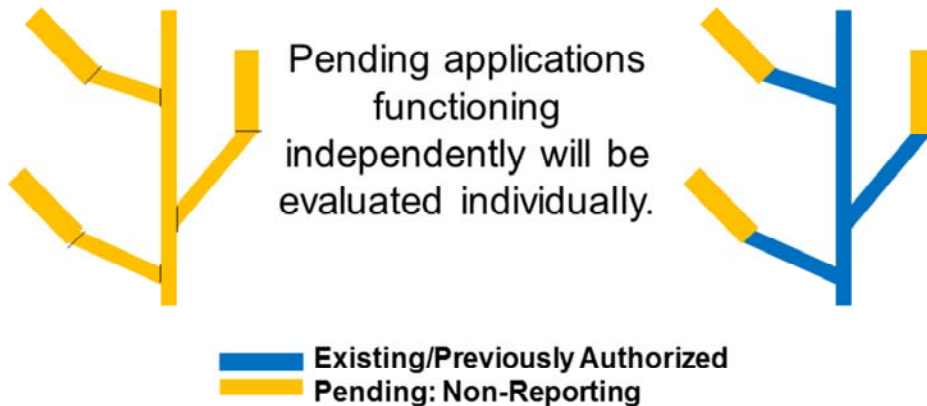 Pending applications
functioning
independently will be
evaluated individually.
Existing/Previously Authorized
Pending: Non-Reporting